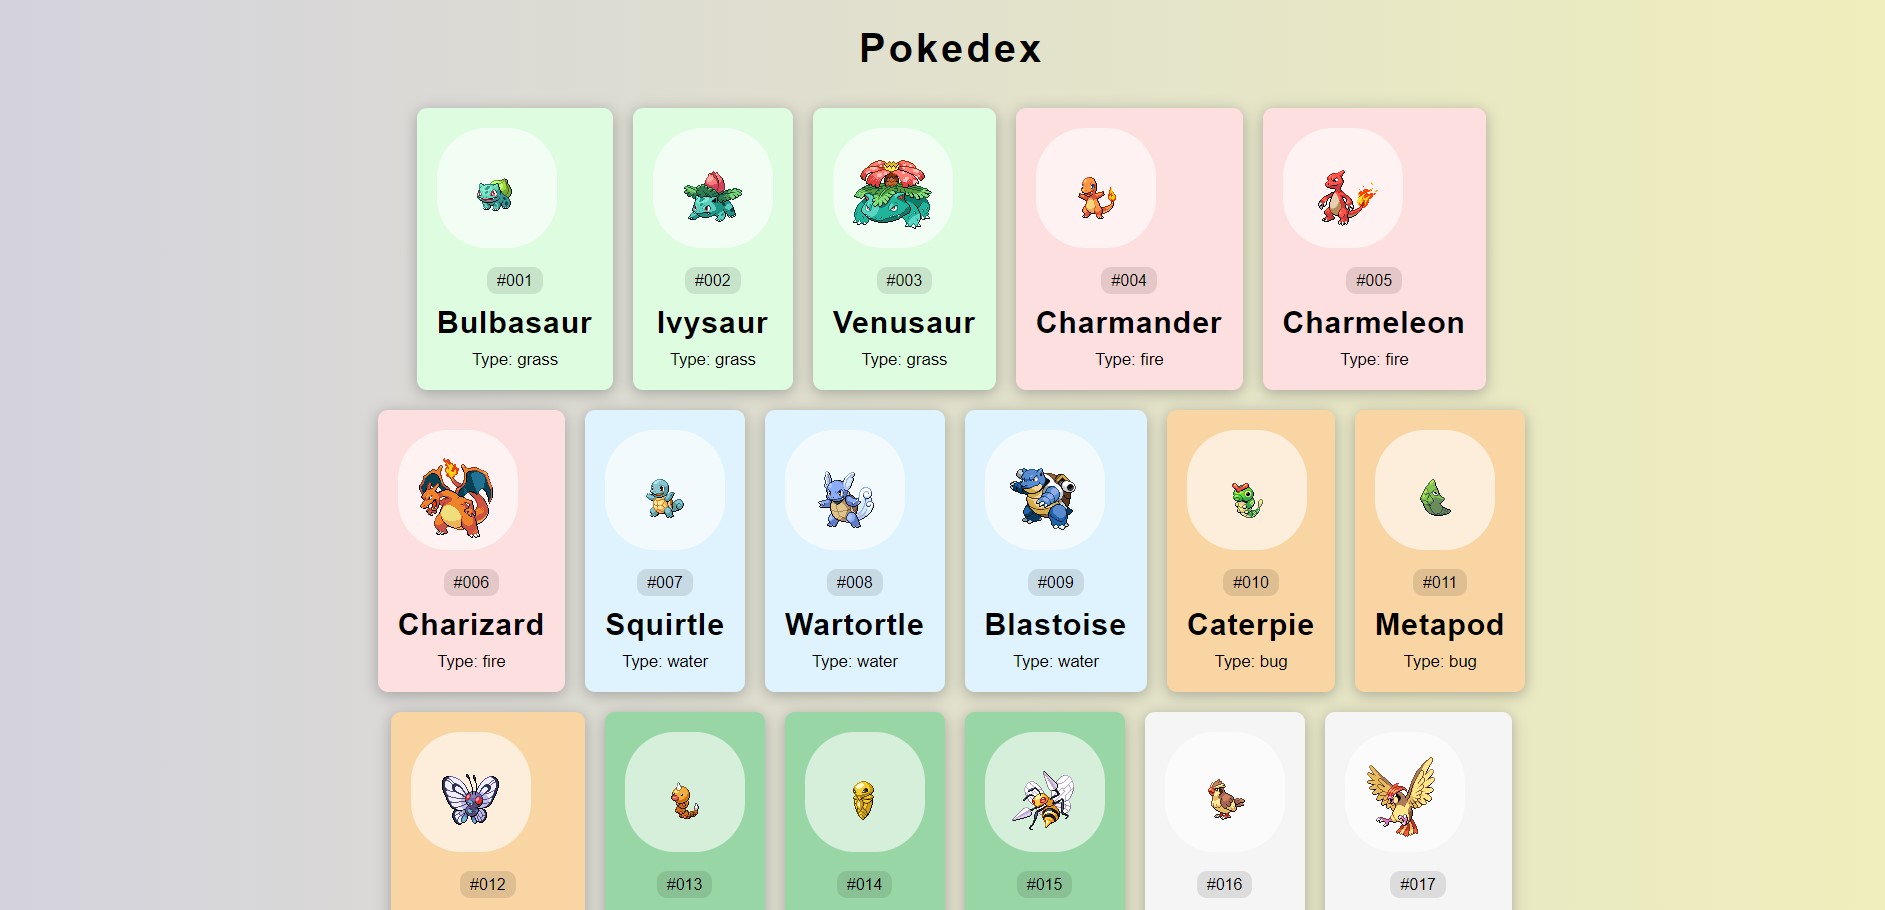 Pokedex
#001
Bulbasaur
Type: grass
#002
Ivysaur
Type: grass
#003
Venusaur
Type: grass
#004
Charmander
Type: fire
#005
Charmeleon
Type: fire
#006
Charizard
Type: fire
#007
Squirtle
Type: water
#008
Wartortle
Type: water
#009
Blastoise
Type: water
#010
Caterpie
Type: bug
#011
Metapod
Type: bug
#012
#013
#014
#015
#016
#017